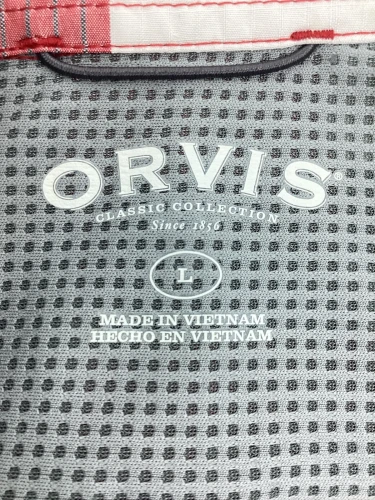 ORVIS®
CLASSIC COLLECTION
Since 1856
L
MADE IN VIETNAM
HECHO EN VIETNAM